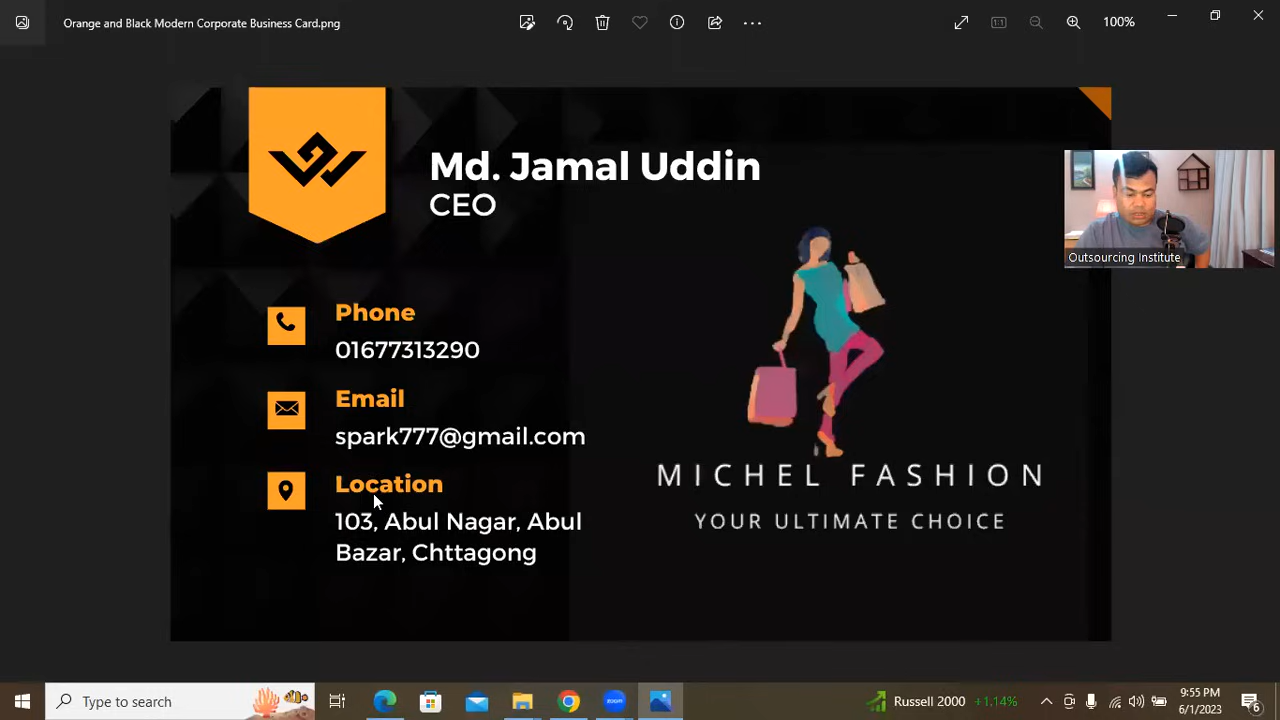 Orange and Black Modern Corporate Business Card.png
100%
Md. Jamal Uddin
CEO
Outsourcing Institute
Phone
01677313290
Email
spark777@gmail.com
Location
103, Abul Nagar, Abul
Bazar, Chttagong
MICHEL FASHION
YOUR ULTIMATE CHOICE
Type to search
zoom
Russell 2000 +1.14%
9:55 PM
6/1/2023
6